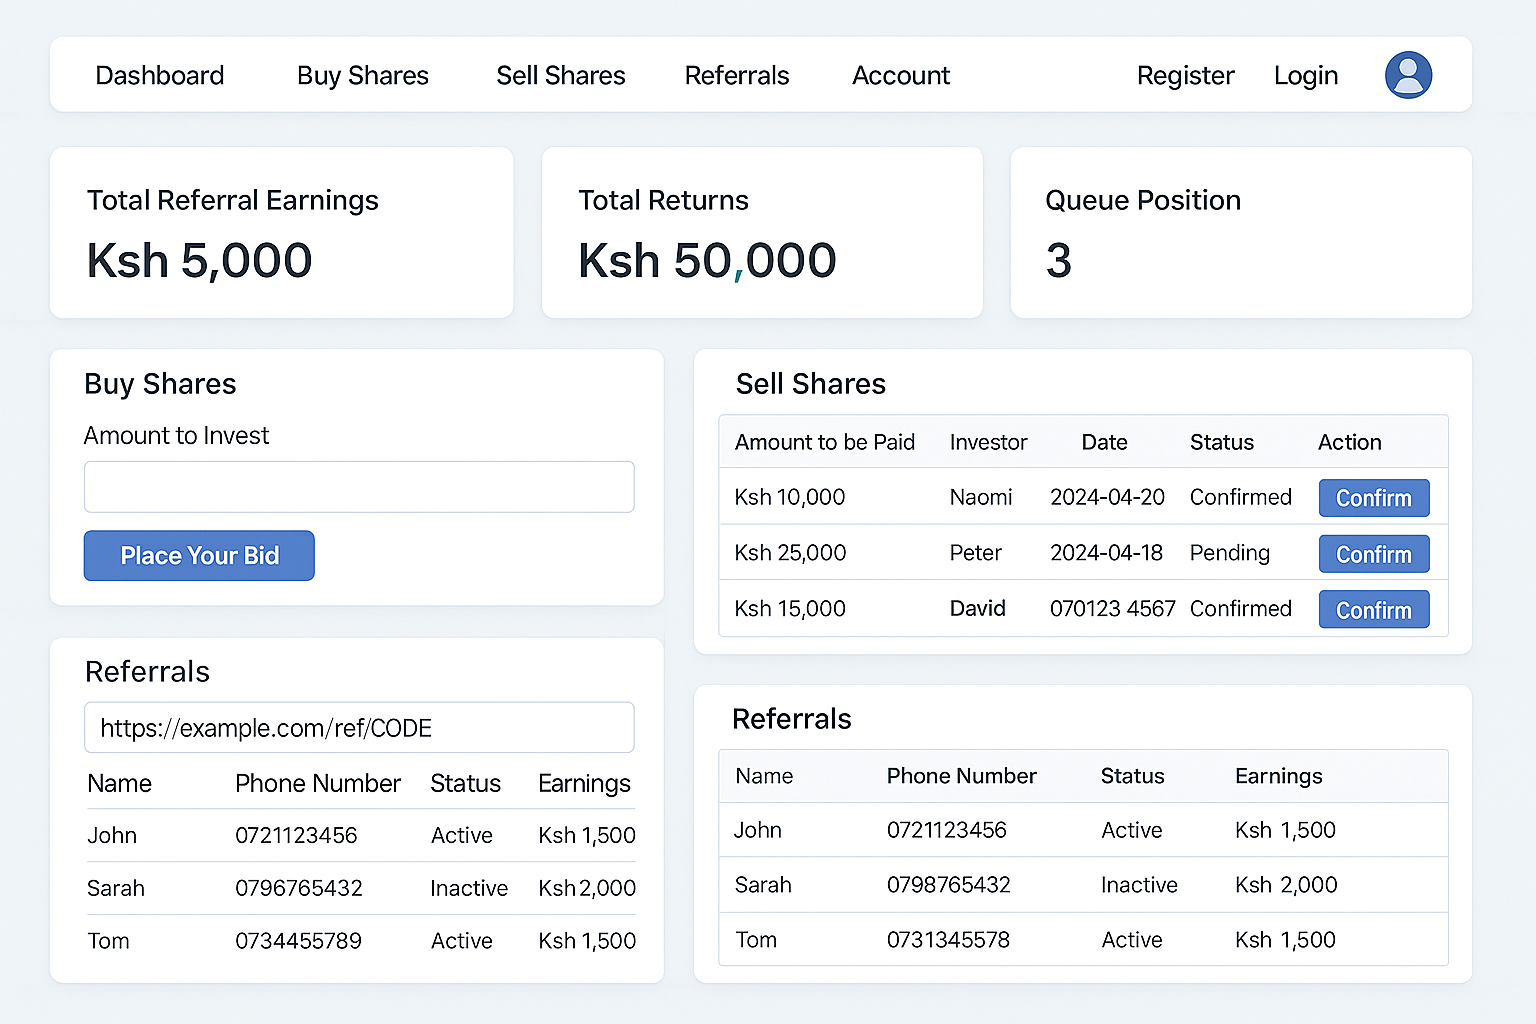 Dashboard Buy Shares Sell Shares Referrals Account Register Login
Total Referral Earnings
Ksh 5,000
Total Returns
Ksh 50,000
Queue Position
3
Buy Shares
Amount to Invest
Place Your Bid
Sell Shares
Amount to be Paid Investor Date Status Action
Ksh 10,000 Naomi 2024-04-20 Confirmed Confirm
Ksh 25,000 Peter 2024-04-18 Pending Confirm
Ksh 15,000 David 070123 4567 Confirmed Confirm
Referrals
https://example.com/ref/CODE
Name Phone Number Status Earnings
John 0721123456 Active Ksh 1,500
Sarah 0796765432 Inactive Ksh 2,000
Tom 0734455789 Active Ksh 1,500
Referrals
Name Phone Number Status Earnings
John 0721123456 Active Ksh 1,500
Sarah 0798765432 Inactive Ksh 2,000
Tom 0731345578 Active Ksh 1,500